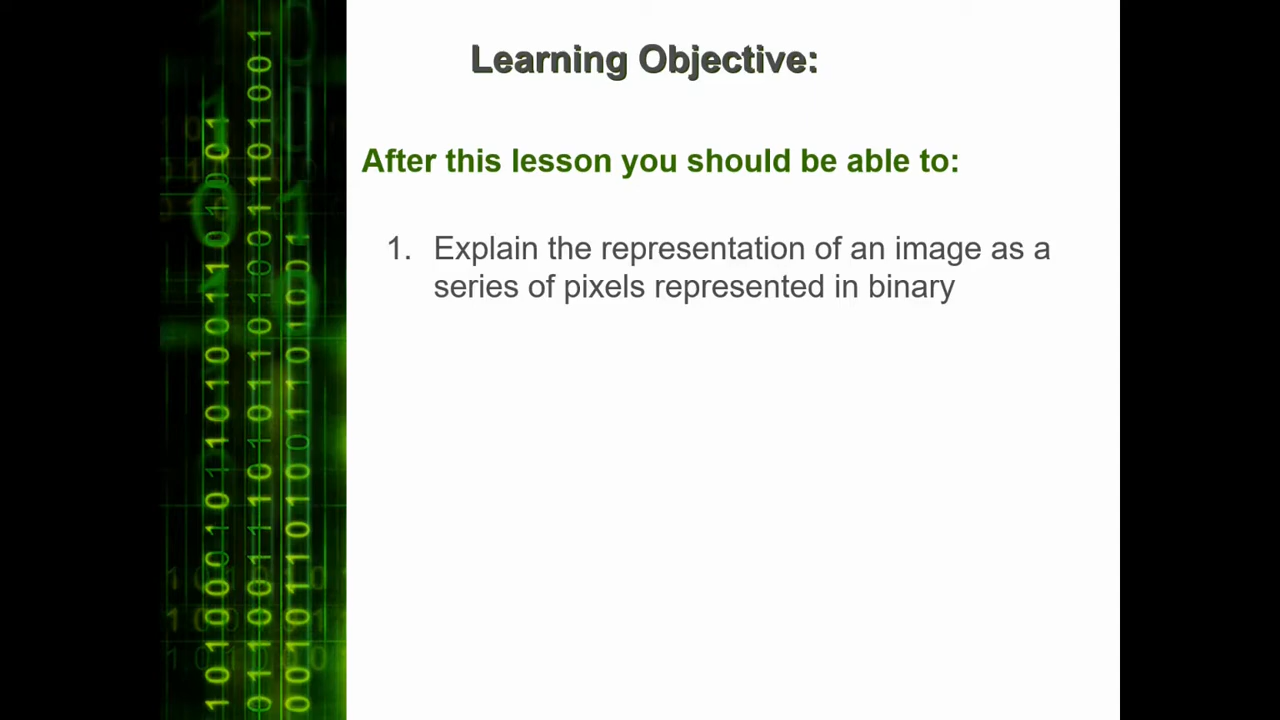 Learning Objective:
After this lesson you should be able to:
1. Explain the representation of an image as a
series of pixels represented in binary